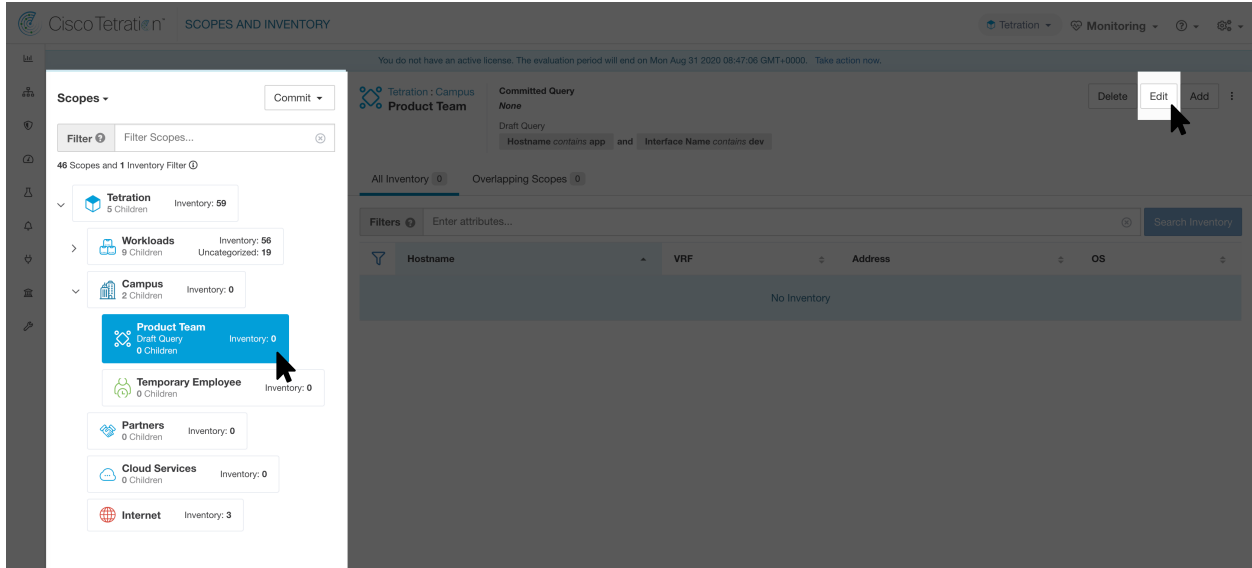 Cisco Tetration™ SCOPES AND INVENTORY
Tetration
Monitoring
You do not have an active license. The evaluation period will end on Mon Aug 31 2020 08:47:06 GMT+0000. Take action now.
Scopes
Commit
Filter
Filter Scopes...
46 Scopes and 1 Inventory Filter
Tetration
5 Children
Inventory: 59
Workloads
9 Children
Inventory: 56
Uncategorized: 19
Campus
2 Children
Inventory: 0
Product Team
Draft Query
0 Children
Inventory: 0
Temporary Employee
0 Children
Inventory: 0
Partners
0 Children
Inventory: 0
Cloud Services
0 Children
Inventory: 0
Internet
Inventory: 3
Tetration : Campus
Product Team
Committed Query
None
Draft Query
Hostname contains app and Interface Name contains dev
Delete
Edit
Add
All Inventory 0
Overlapping Scopes 0
Filters
Enter attributes...
Search Inventory
Hostname
VRF
Address
OS
No Inventory